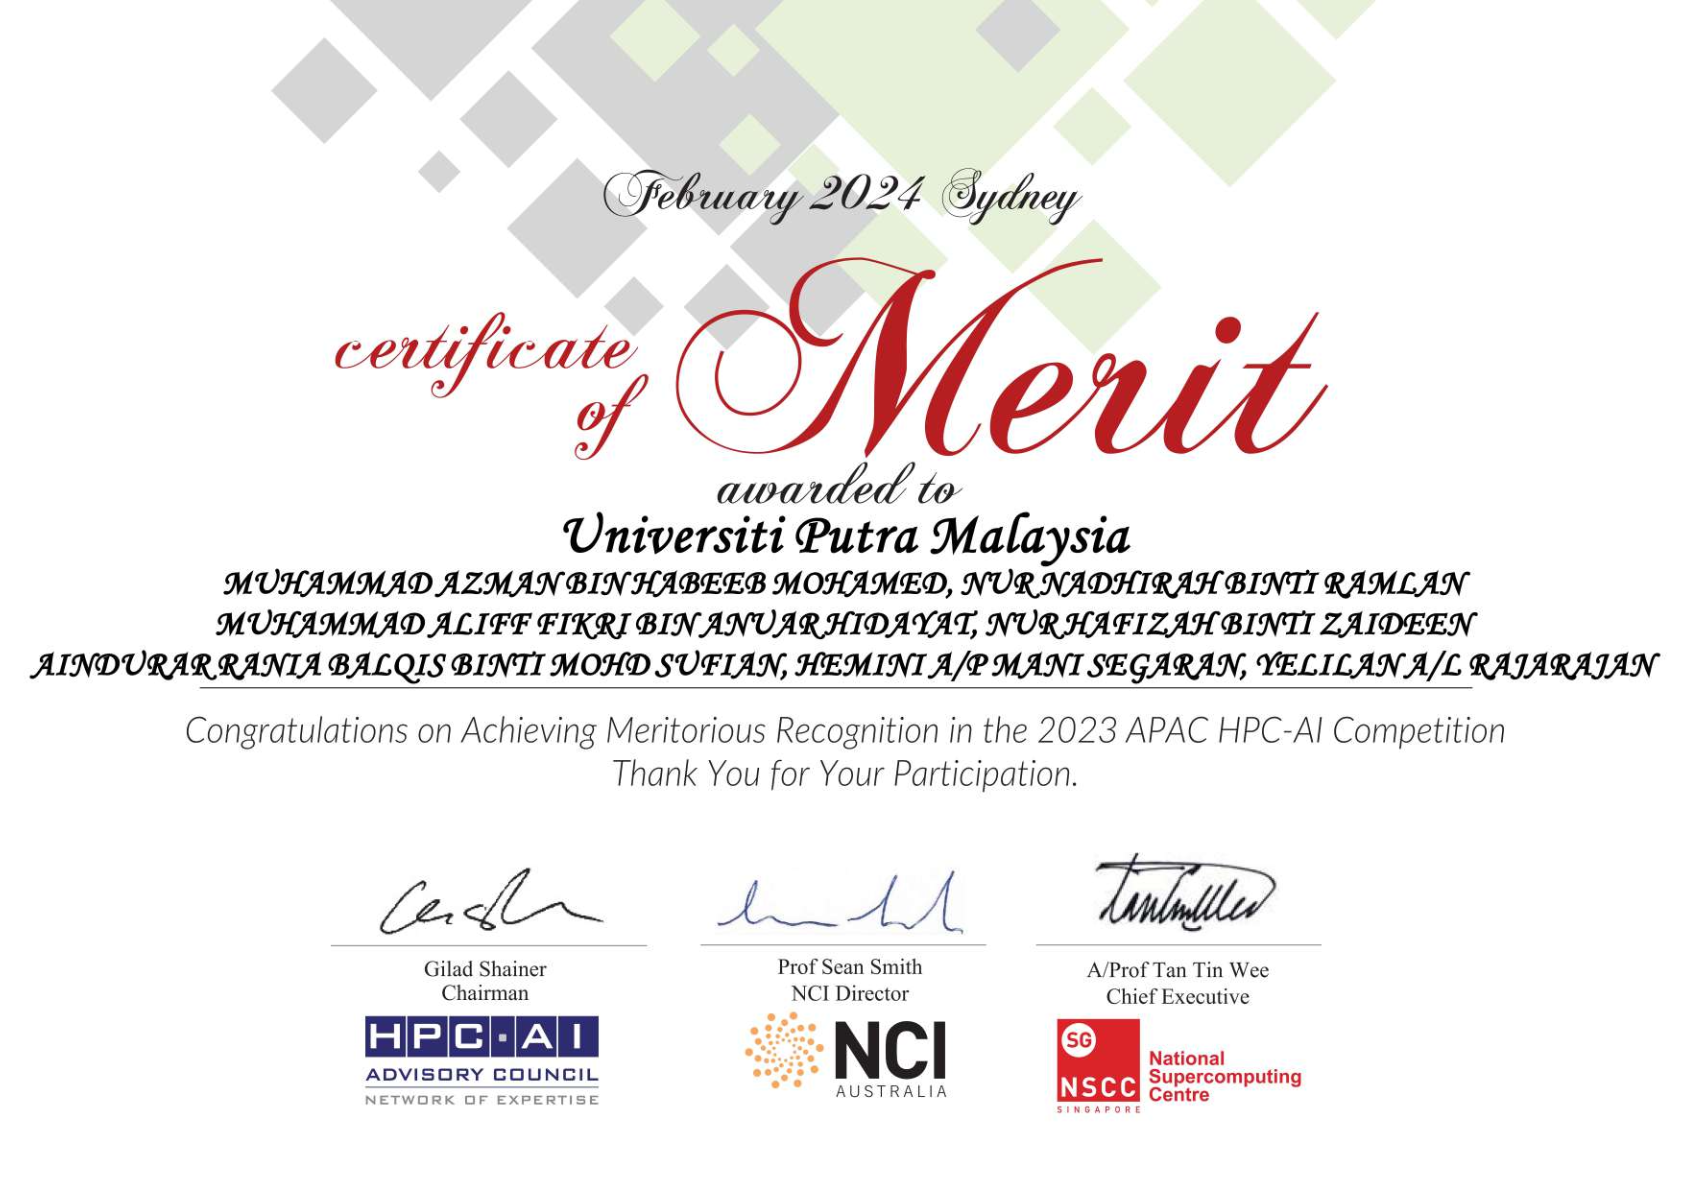 February 2024 Sydney
certificate
of
Merit
awarded to
Universiti Putra Malaysia
MUHAMMAD AZMAN BIN HABEEB MOHAMED, NUR NADHIRAH BINTI RAMLAN
MUHAMMAD ALIFF FIKRI BIN ANUAR HIDAYAT, NURHAFIZAH BINTI ZAIDEEN
AINDURAR RANIA BALQIS BINTI MOHD SUFIAN, HEMINI A/P MANI SEGARAN, YELILAN A/L RAJARAJAN
Congratulations on Achieving Meritorious Recognition in the 2023 APAC HPC-AI Competition
Thank You for Your Participation.
Gilad Shainer
Chairman
HPC·AI
ADVISORY COUNCIL
NETWORK OF EXPERTISE
Prof Sean Smith
NCI Director
NCI
AUSTRALIA
A/Prof Tan Tin Wee
Chief Executive
SG
NSCC
SINGAPORE
National
Supercomputing
Centre